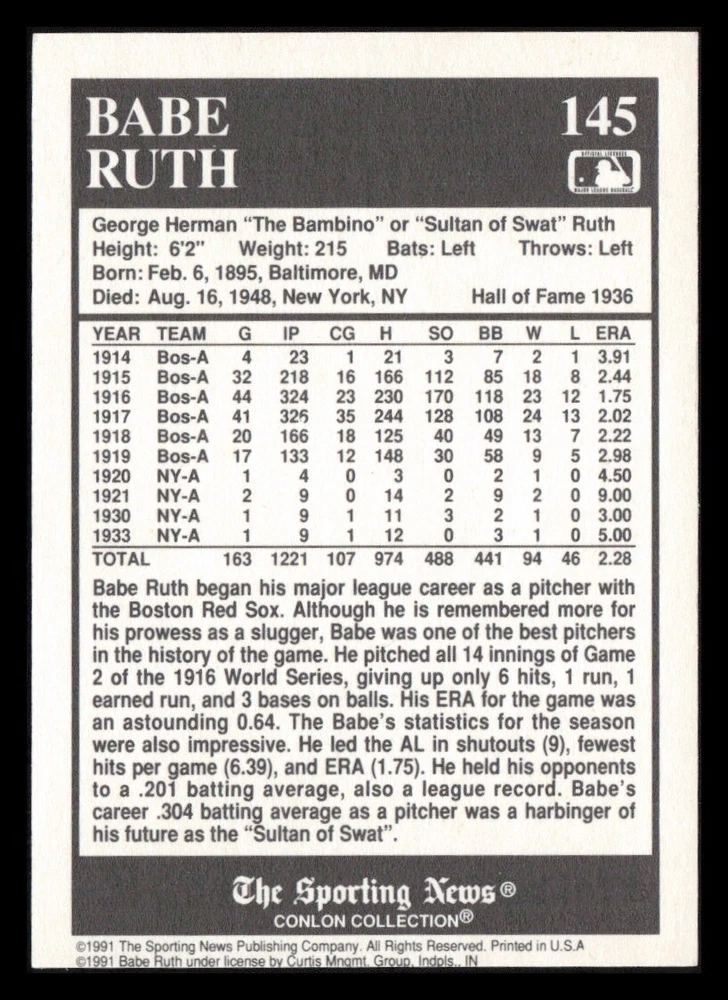 BABE
RUTH
145
OFFICIAL LICENSEE
MAJOR LEAGUE BASEBALL
George Herman “The Bambino” or “Sultan of Swat” Ruth
Height: 6'2" Weight: 215 Bats: Left Throws: Left
Born: Feb. 6, 1895, Baltimore, MD
Died: Aug. 16, 1948, New York, NY Hall of Fame 1936
YEAR TEAM G IP CG H SO BB W L ERA
1914 Bos-A 4 23 1 21 3 7 2 1 3.91
1915 Bos-A 32 218 16 166 112 85 18 8 2.44
1916 Bos-A 44 324 23 230 170 118 23 12 1.75
1917 Bos-A 41 326 35 244 128 108 24 13 2.02
1918 Bos-A 20 166 18 125 40 49 13 7 2.22
1919 Bos-A 17 133 12 148 30 58 9 5 2.98
1920 NY-A 1 4 0 3 0 2 1 0 4.50
1921 NY-A 2 9 0 14 2 9 2 0 9.00
1930 NY-A 1 9 1 11 3 2 1 0 3.00
1933 NY-A 1 9 1 12 0 3 1 0 5.00
TOTAL 163 1221 107 974 488 441 94 46 2.28
Babe Ruth began his major league career as a pitcher with
the Boston Red Sox. Although he is remembered more for
his prowess as a slugger, Babe was one of the best pitchers
in the history of the game. He pitched all 14 innings of Game
2 of the 1916 World Series, giving up only 6 hits, 1 run, 1
earned run, and 3 bases on balls. His ERA for the game was
an astounding 0.64. The Babe's statistics for the season
were also impressive. He led the AL in shutouts (9), fewest
hits per game (6.39), and ERA (1.75). He held his opponents
to a .201 batting average, also a league record. Babe's
career .304 batting average as a pitcher was a harbinger of
his future as the “Sultan of Swat”.
The Sporting News®
CONLON COLLECTION®
©1991 The Sporting News Publishing Company. All Rights Reserved. Printed in U.S.A
©1991 Babe Ruth under license by Curtis Mngmt. Group, Indpls., IN